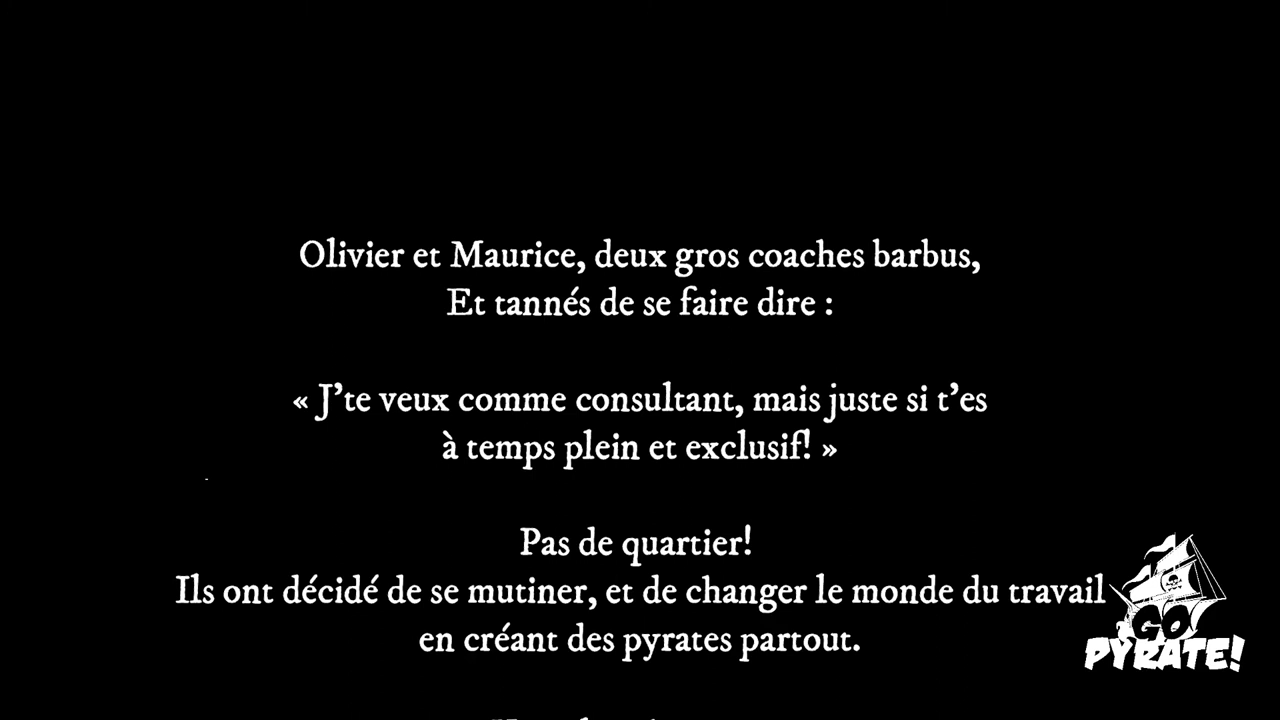 Olivier et Maurice, deux gros coaches barbus,
Et tannés de se faire dire :
« J'te veux comme consultant, mais juste si t'es
à temps plein et exclusif! »
Pas de quartier!
Ils ont décidé de se mutiner, et de changer le monde du travail
en créant des pyrates partout.
GO
PYRATE!